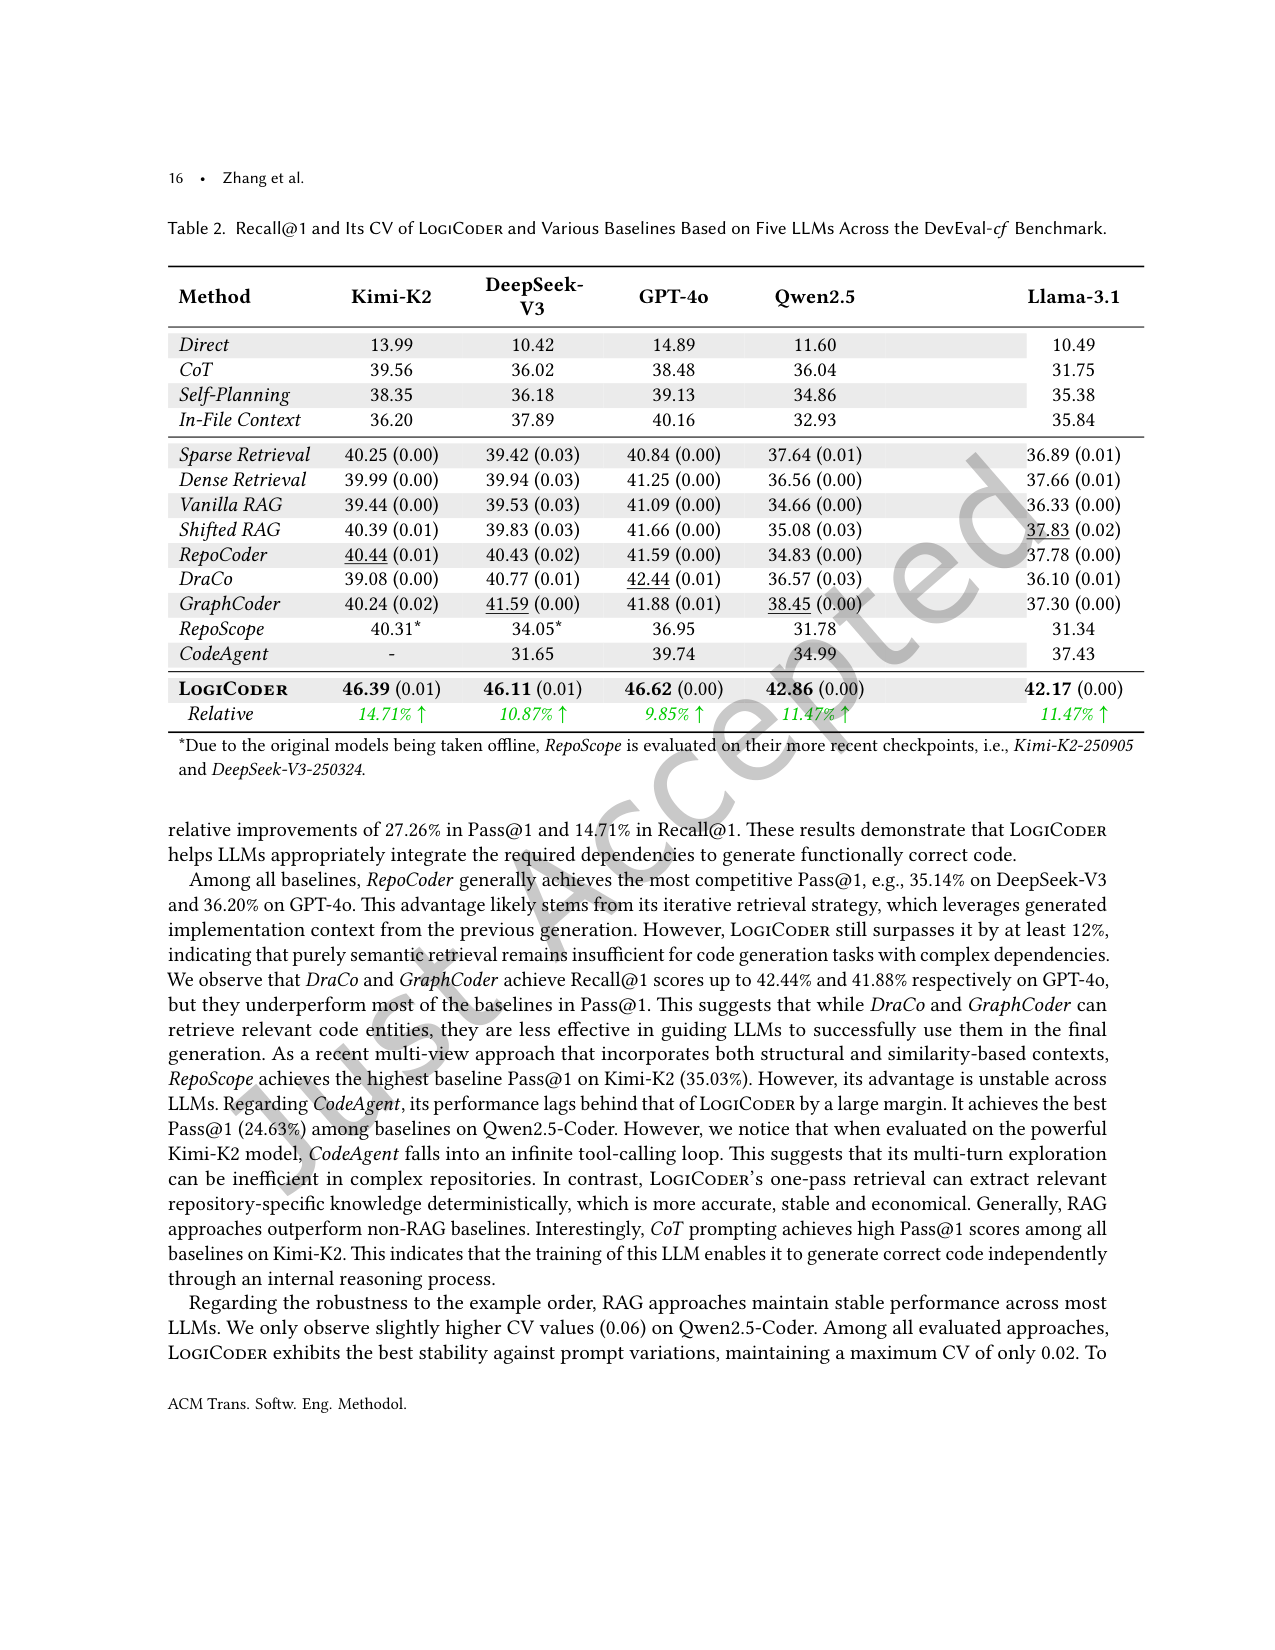 16 • Zhang et al.
Table 2. Recall@1 and Its CV of LogiCoder and Various Baselines Based on Five LLMs Across the DevEval-cf Benchmark.
Method Kimi-K2 DeepSeek-V3 GPT-4o Qwen2.5 Llama-3.1
Direct 13.99 10.42 14.89 11.60 10.49
CoT 39.56 36.02 38.48 36.04 31.75
Self-Planning 38.35 36.18 39.13 34.86 35.38
In-File Context 36.20 37.89 40.16 32.93 35.84
Sparse Retrieval 40.25 (0.00) 39.42 (0.03) 40.84 (0.00) 37.64 (0.01) 36.89 (0.01)
Dense Retrieval 39.99 (0.00) 39.94 (0.03) 41.25 (0.00) 36.56 (0.00) 37.66 (0.01)
Vanilla RAG 39.44 (0.00) 39.53 (0.03) 41.09 (0.00) 34.66 (0.00) 36.33 (0.00)
Shifted RAG 40.39 (0.01) 39.83 (0.03) 41.66 (0.00) 35.08 (0.03) 37.83 (0.02)
RepoCoder 40.44 (0.01) 40.43 (0.02) 41.59 (0.00) 34.83 (0.00) 37.78 (0.00)
DraCo 39.08 (0.00) 40.77 (0.01) 42.44 (0.01) 36.57 (0.03) 36.10 (0.01)
GraphCoder 40.24 (0.02) 41.59 (0.00) 41.88 (0.01) 38.45 (0.00) 37.30 (0.00)
RepoScope 40.31* 34.05* 36.95 31.78 31.34
CodeAgent - 31.65 39.74 34.99 37.43
LogiCoder 46.39 (0.01) 46.11 (0.01) 46.62 (0.00) 42.86 (0.00) 42.17 (0.00)
Relative 14.71% ↑ 10.87% ↑ 9.85% ↑ 11.47% ↑ 11.47% ↑
*Due to the original models being taken offline, RepoScope is evaluated on their more recent checkpoints, i.e., Kimi-K2-250905
and DeepSeek-V3-250324.
relative improvements of 27.26% in Pass@1 and 14.71% in Recall@1. These results demonstrate that LogiCoder
helps LLMs appropriately integrate the required dependencies to generate functionally correct code.
Among all baselines, RepoCoder generally achieves the most competitive Pass@1, e.g., 35.14% on DeepSeek-V3
and 36.20% on GPT-4o. This advantage likely stems from its iterative retrieval strategy, which leverages generated
implementation context from the previous generation. However, LogiCoder still surpasses it by at least 12%,
indicating that purely semantic retrieval remains insufficient for code generation tasks with complex dependencies.
We observe that DraCo and GraphCoder achieve Recall@1 scores up to 42.44% and 41.88% respectively on GPT-4o,
but they underperform most of the baselines in Pass@1. This suggests that while DraCo and GraphCoder can
retrieve relevant code entities, they are less effective in guiding LLMs to successfully use them in the final
generation. As a recent multi-view approach that incorporates both structural and similarity-based contexts,
RepoScope achieves the highest baseline Pass@1 on Kimi-K2 (35.03%). However, its advantage is unstable across
LLMs. Regarding CodeAgent, its performance lags behind that of LogiCoder by a large margin. It achieves the best
Pass@1 (24.63%) among baselines on Qwen2.5-Coder. However, we notice that when evaluated on the powerful
Kimi-K2 model, CodeAgent falls into an infinite tool-calling loop. This suggests that its multi-turn exploration
can be inefficient in complex repositories. In contrast, LogiCoder's one-pass retrieval can extract relevant
repository-specific knowledge deterministically, which is more accurate, stable and economical. Generally, RAG
approaches outperform non-RAG baselines. Interestingly, CoT prompting achieves high Pass@1 scores among all
baselines on Kimi-K2. This indicates that the training of this LLM enables it to generate correct code independently
through an internal reasoning process.
Regarding the robustness to the example order, RAG approaches maintain stable performance across most
LLMs. We only observe slightly higher CV values (0.06) on Qwen2.5-Coder. Among all evaluated approaches,
LogiCoder exhibits the best stability against prompt variations, maintaining a maximum CV of only 0.02. To
ACM Trans. Softw. Eng. Methodol.
Just Accepted